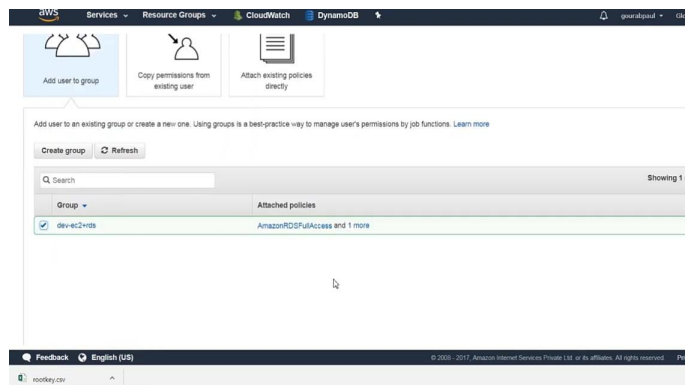 aws Services Resource Groups CloudWatch DynamoDB gourabpaul
Add user to group
Copy permissions from
existing user
Attach existing policies
directly
Add user to an existing group or create a new one. Using groups is a best-practice way to manage user's permissions by job functions. Learn more
Create group Refresh
Search
Showing 1
Group Attached policies
dev-ec2+rds AmazonRDSFullAccess and 1 more
Feedback English (US) © 2008 - 2017, Amazon Internet Services Private Ltd. or its affiliates. All rights reserved.
rootkey.csv